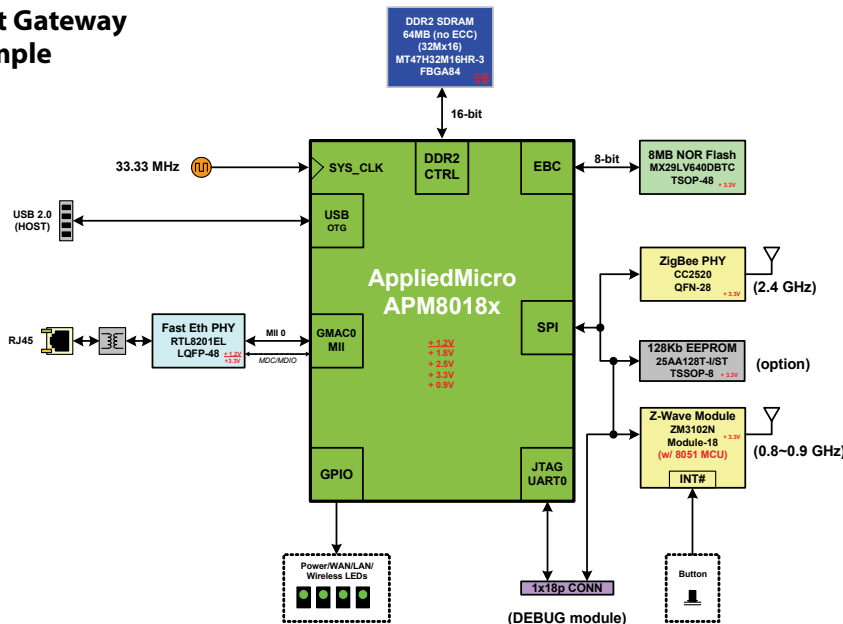 t Gateway
mple
DDR2 SDRAM
64MB (no ECC)
(32Mx16)
MT47H32M16HR-3
FBGA84
16-bit
33.33 MHz
SYS_CLK
DDR2
CTRL
EBC
8-bit
8MB NOR Flash
MX29LV640DBTC
TSOP-48
+ 3.3V
USB 2.0
(HOST)
USB
OTG
AppliedMicro
APM8018x
+ 1.2V
+ 1.8V
+ 2.5V
+ 3.3V
+ 0.9V
ZigBee PHY
CC2520
QFN-28
+ 3.3V
(2.4 GHz)
RJ45
Fast Eth PHY
RTL8201EL
LQFP-48
+ 1.2V
+3.3V
MII 0
MDC/MDIO
GMAC0
MII
SPI
128Kb EEPROM
25AA128T-I/ST
TSSOP-8
+ 3.3V
(option)
Z-Wave Module
ZM3102N
+ 3.3V
Module-18
(w/ 8051 MCU)
INT#
(0.8~0.9 GHz)
GPIO
JTAG
UART0
Power/WAN/LAN/
Wireless LEDs
1x18p CONN
(DEBUG module)
Button